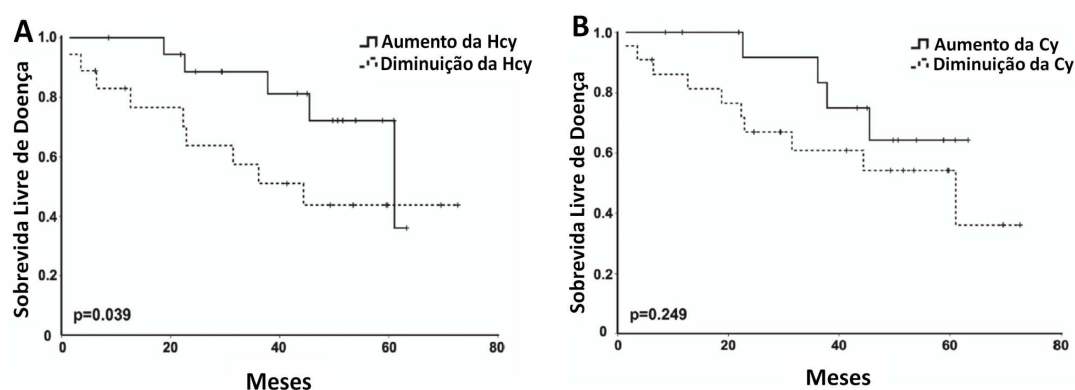 A
Sobrevida Livre de Doença
1.0
0.8
0.6
0.4
0.2
0
Aumento da Hcy
Diminuição da Hcy
p=0.039
0 20 40 60 80
Meses
B
Sobrevida Livre de Doença
1.0
0.8
0.6
0.4
0.2
0
Aumento da Cy
Diminuição da Cy
p=0.249
0 20 40 60 80
Meses